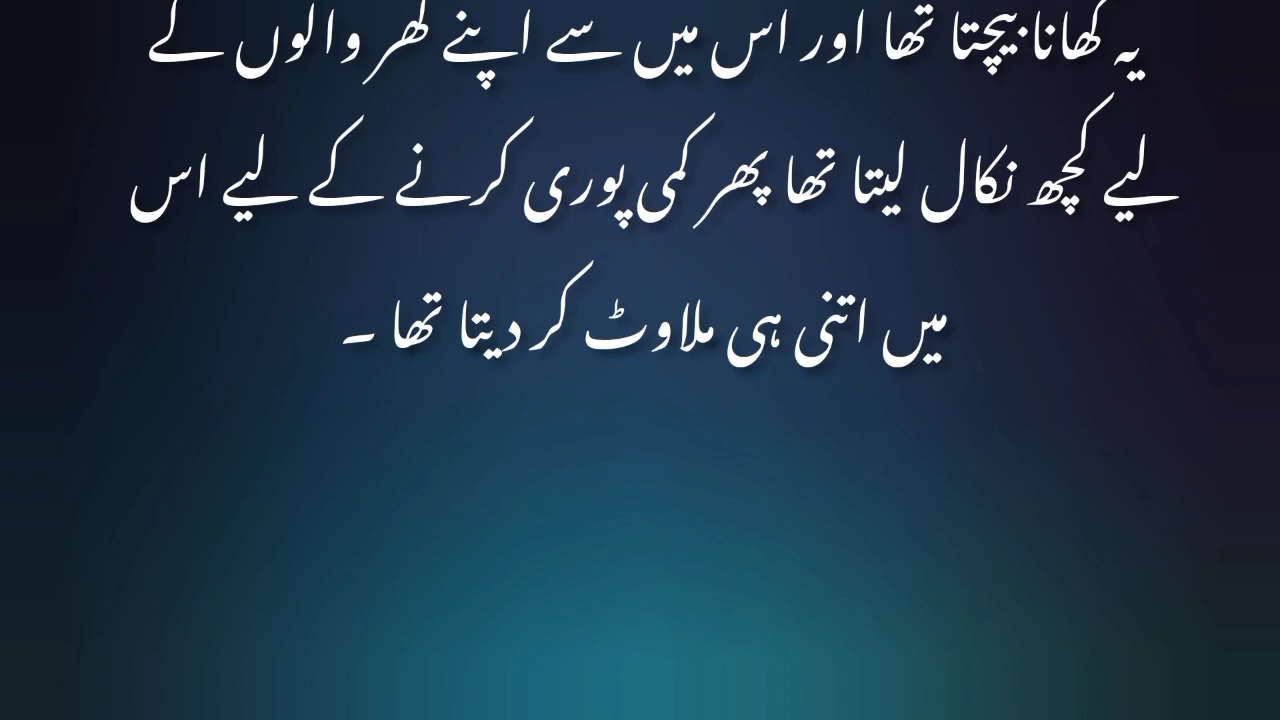 یہ کھانا بیچتا تھا اور اس میں سے اپنے گھر والوں کے
لیے کچھ نکال لیتا تھا پھر کمی پوری کرنے کے لیے اس
میں اتنی ہی ملاوٹ کر دیتا تھا ۔